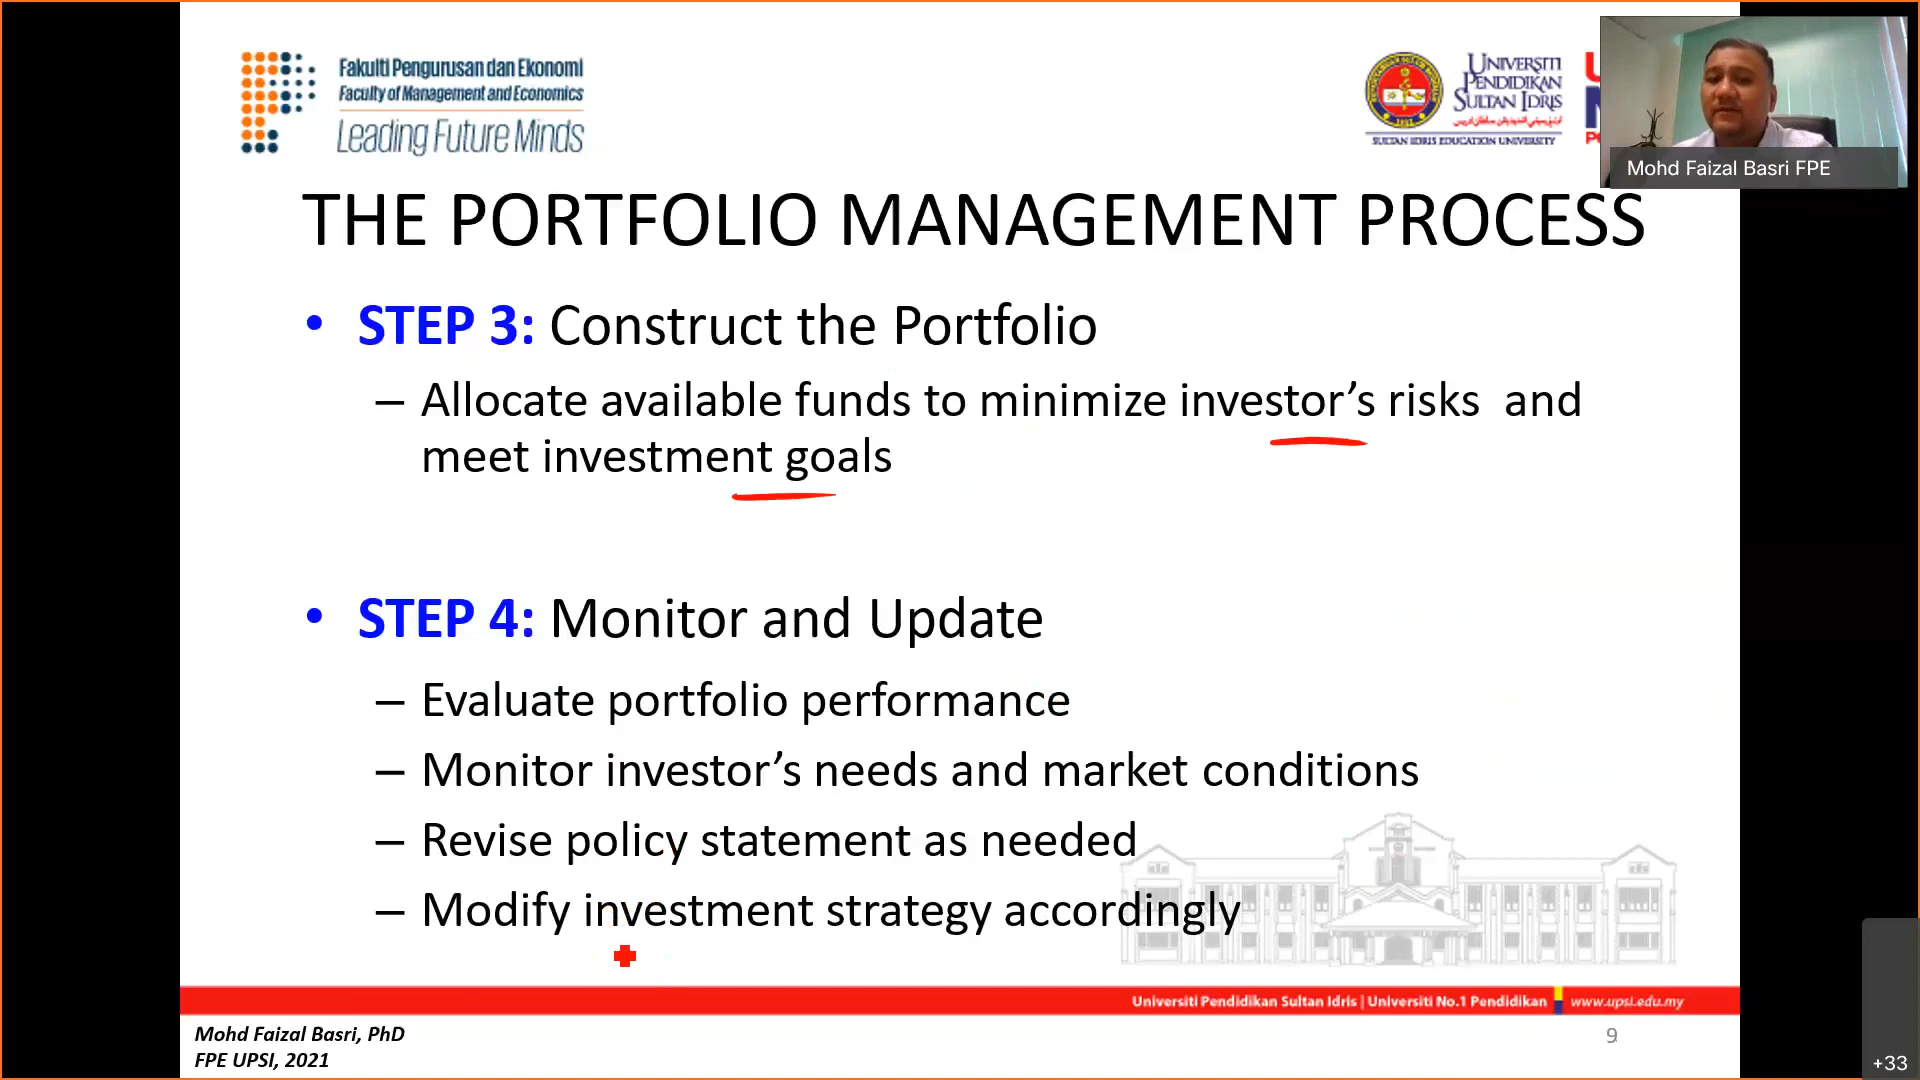 Fakulti Pengurusan dan Ekonomi
Faculty of Management and Economics
Leading Future Minds
UNIVERSITI
PENDIDIKAN
SULTAN IDRIS
SULTAN IDRIS EDUCATION UNIVERSITY
Mohd Faizal Basri FPE
THE PORTFOLIO MANAGEMENT PROCESS
• STEP 3: Construct the Portfolio
– Allocate available funds to minimize investor’s risks and
meet investment goals
• STEP 4: Monitor and Update
– Evaluate portfolio performance
– Monitor investor’s needs and market conditions
– Revise policy statement as needed
– Modify investment strategy accordingly
Universiti Pendidikan Sultan Idris | Universiti No.1 Pendidikan www.upsi.edu.my
Mohd Faizal Basri, PhD
FPE UPSI, 2021
9
+33